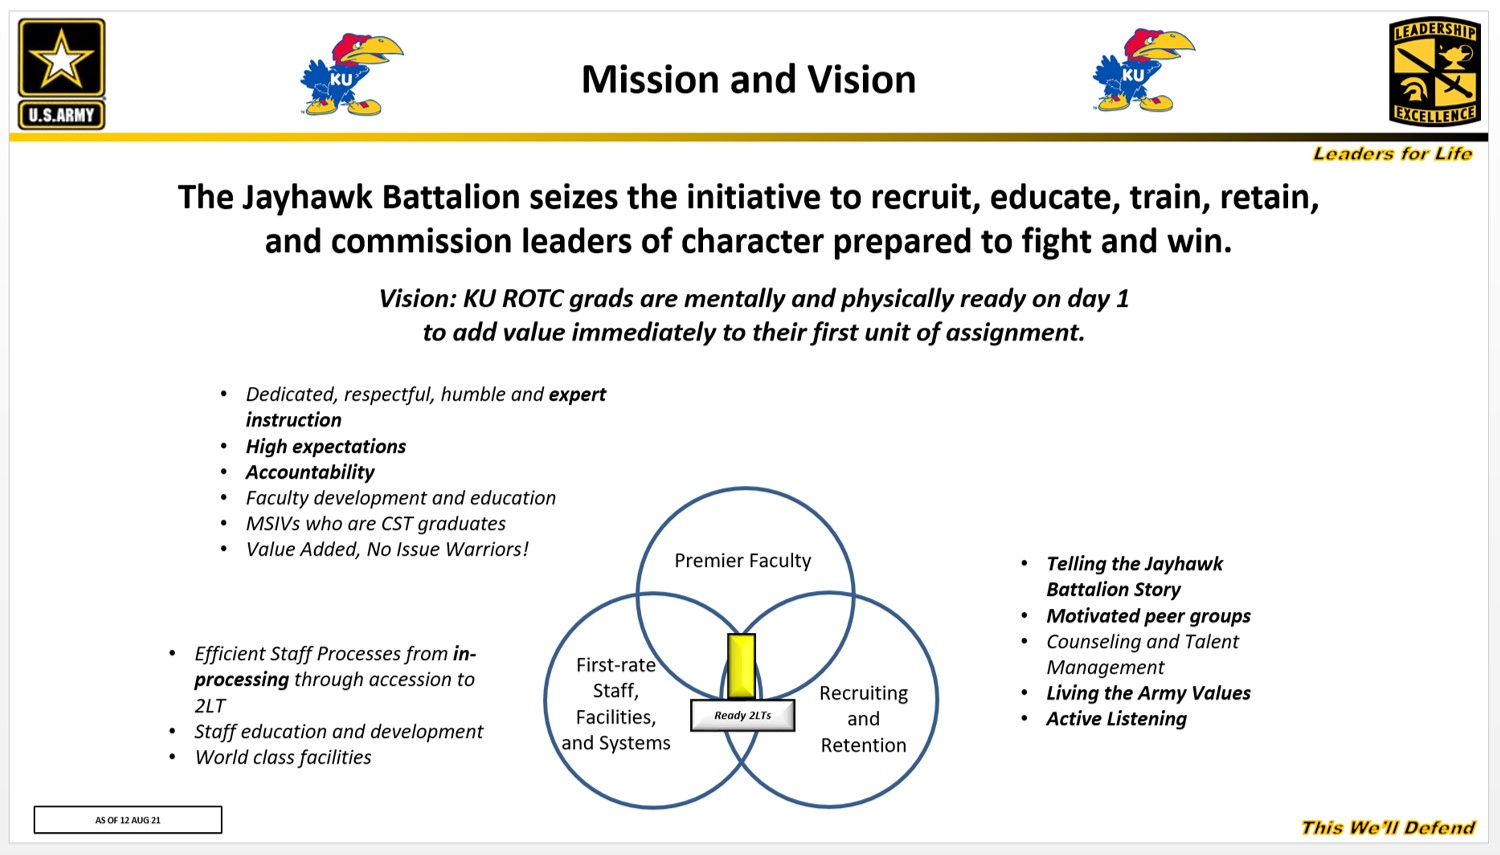 U.S.ARMY
KU
Mission and Vision
KU
LEADERSHIP
EXCELLENCE
Leaders for Life
The Jayhawk Battalion seizes the initiative to recruit, educate, train, retain,
and commission leaders of character prepared to fight and win.
Vision: KU ROTC grads are mentally and physically ready on day 1
to add value immediately to their first unit of assignment.
• Dedicated, respectful, humble and expert
instruction
• High expectations
• Accountability
• Faculty development and education
• MSIVs who are CST graduates
• Value Added, No Issue Warriors!
• Efficient Staff Processes from in-
processing through accession to
2LT
• Staff education and development
• World class facilities
Premier Faculty
First-rate
Staff,
Facilities,
and Systems
Ready 2LTs
Recruiting
and
Retention
• Telling the Jayhawk
Battalion Story
• Motivated peer groups
• Counseling and Talent
Management
• Living the Army Values
• Active Listening
AS OF 12 AUG 21
This We'll Defend